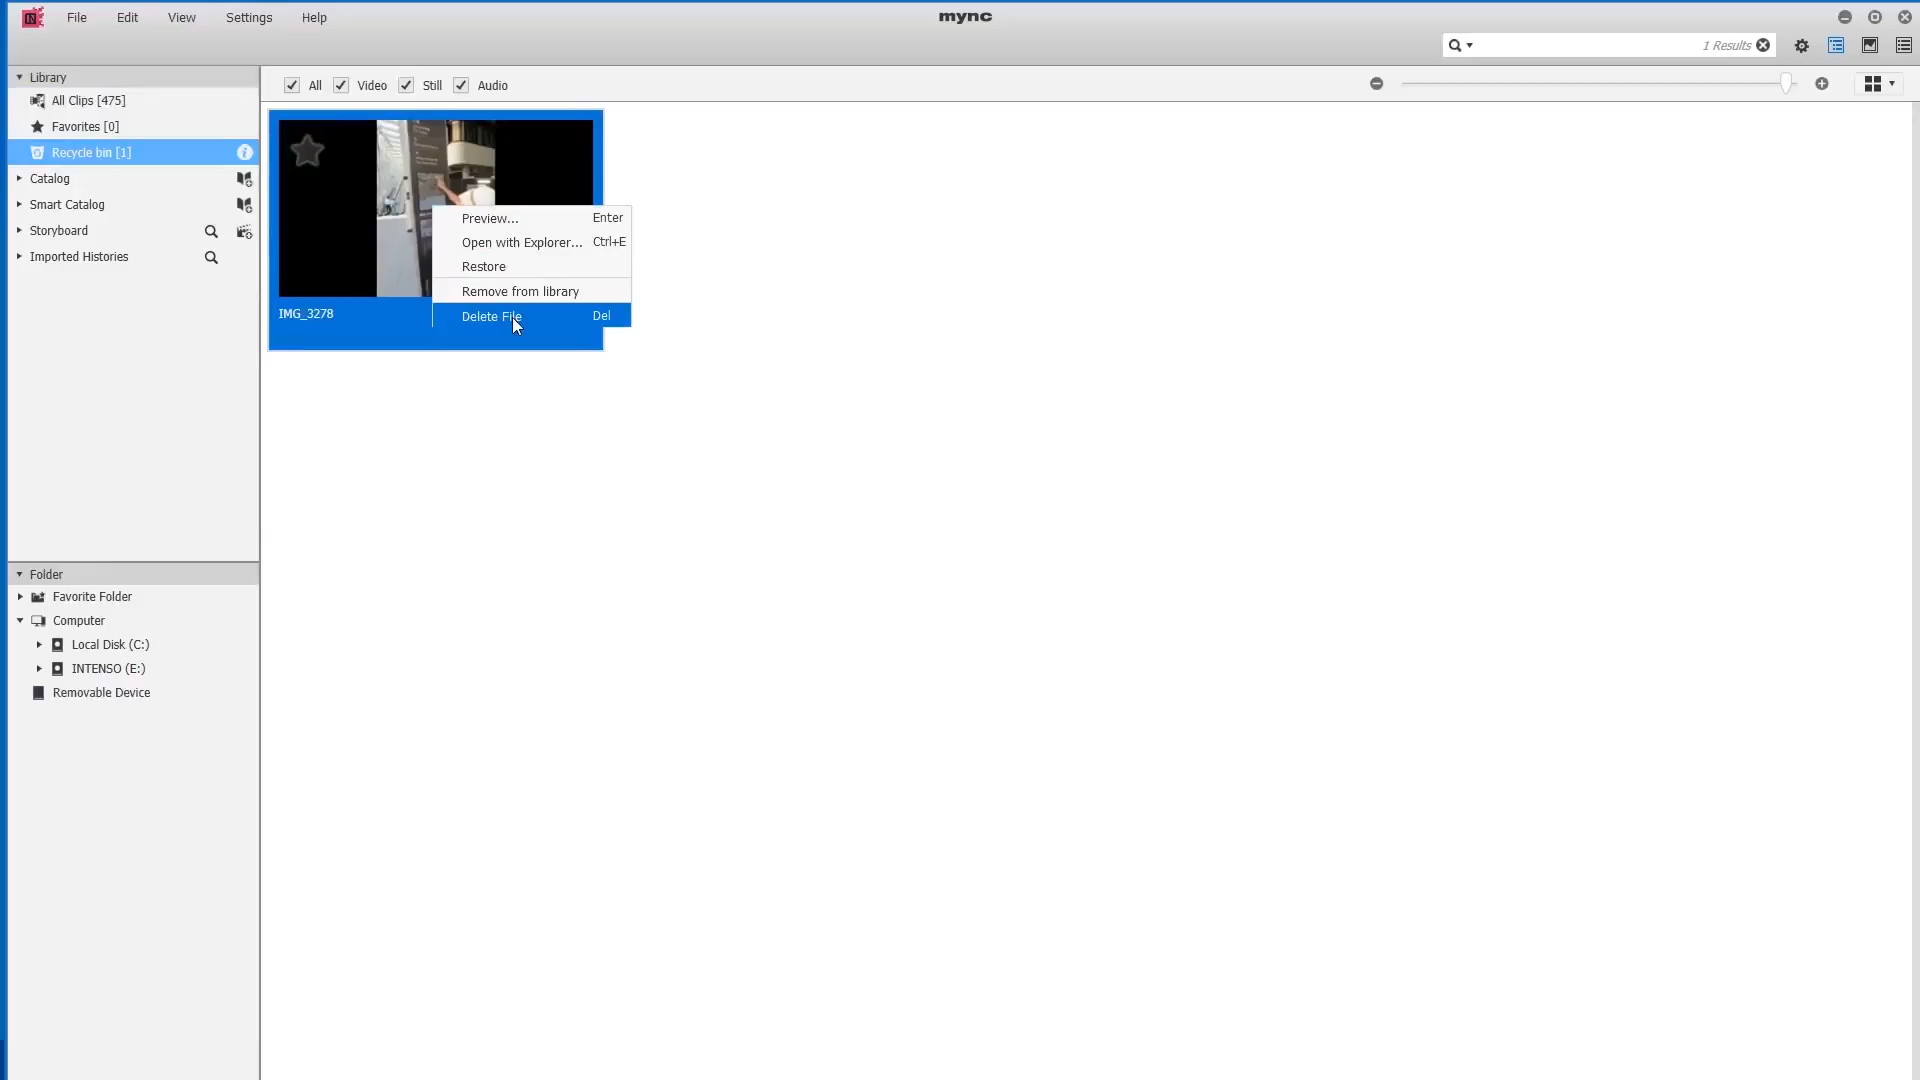 File Edit View Settings Help
mync
1 Results
Library
All Clips [475]
Favorites [0]
Recycle bin [1]
Catalog
Smart Catalog
Storyboard
Imported Histories
All Video Still Audio
Preview... Enter
Open with Explorer... Ctrl+E
Restore
Remove from library
Delete File Del
IMG_3278
Folder
Favorite Folder
Computer
Local Disk (C:)
INTENSO (E:)
Removable Device